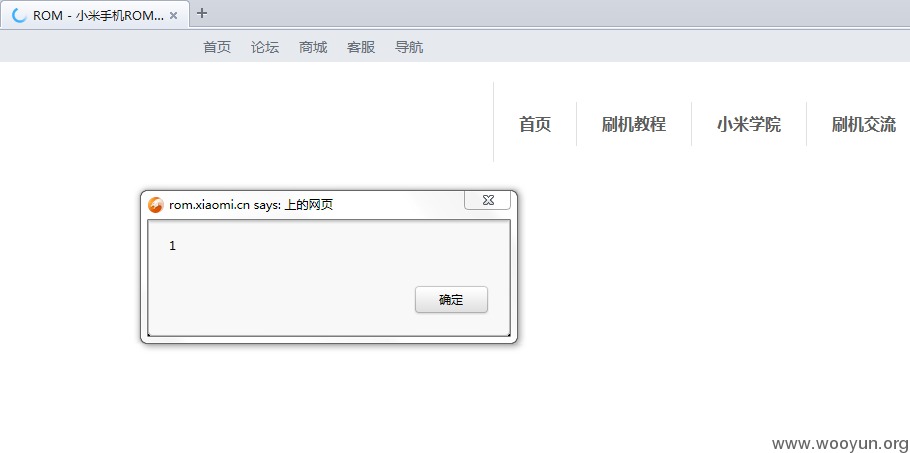 ROM - 小米手机ROM...
首页 论坛 商城 客服 导航
首页 刷机教程 小米学院 刷机交流
rom.xiaomi.cn says: 上的网页
1
确定
www.wooyun.org